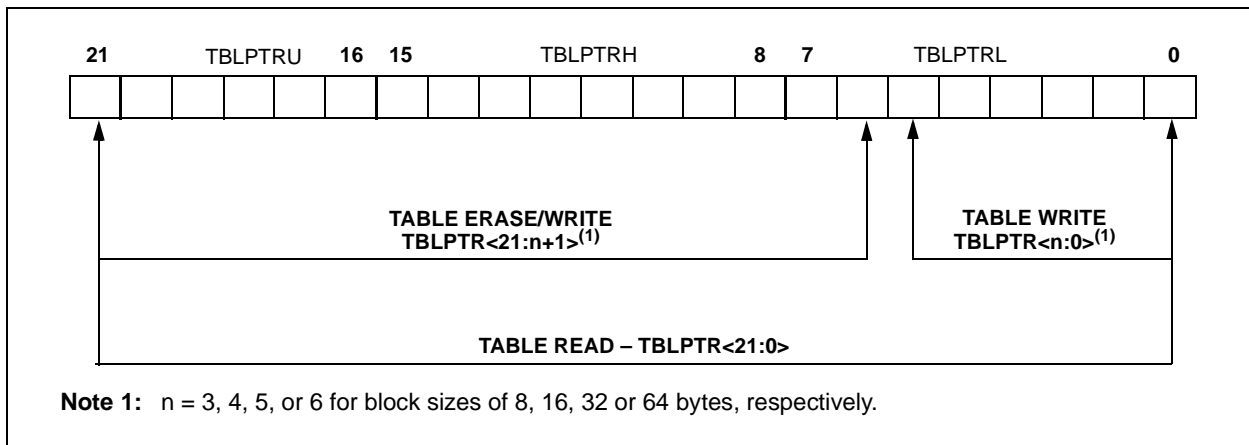 21 TBLPTRU 16 15 TBLPTRH 8 7 TBLPTRL 0
TABLE ERASE/WRITE
TBLPTR<21:n+1>(1)
TABLE WRITE
TBLPTR<n:0>(1)
TABLE READ – TBLPTR<21:0>
Note 1: n = 3, 4, 5, or 6 for block sizes of 8, 16, 32 or 64 bytes, respectively.